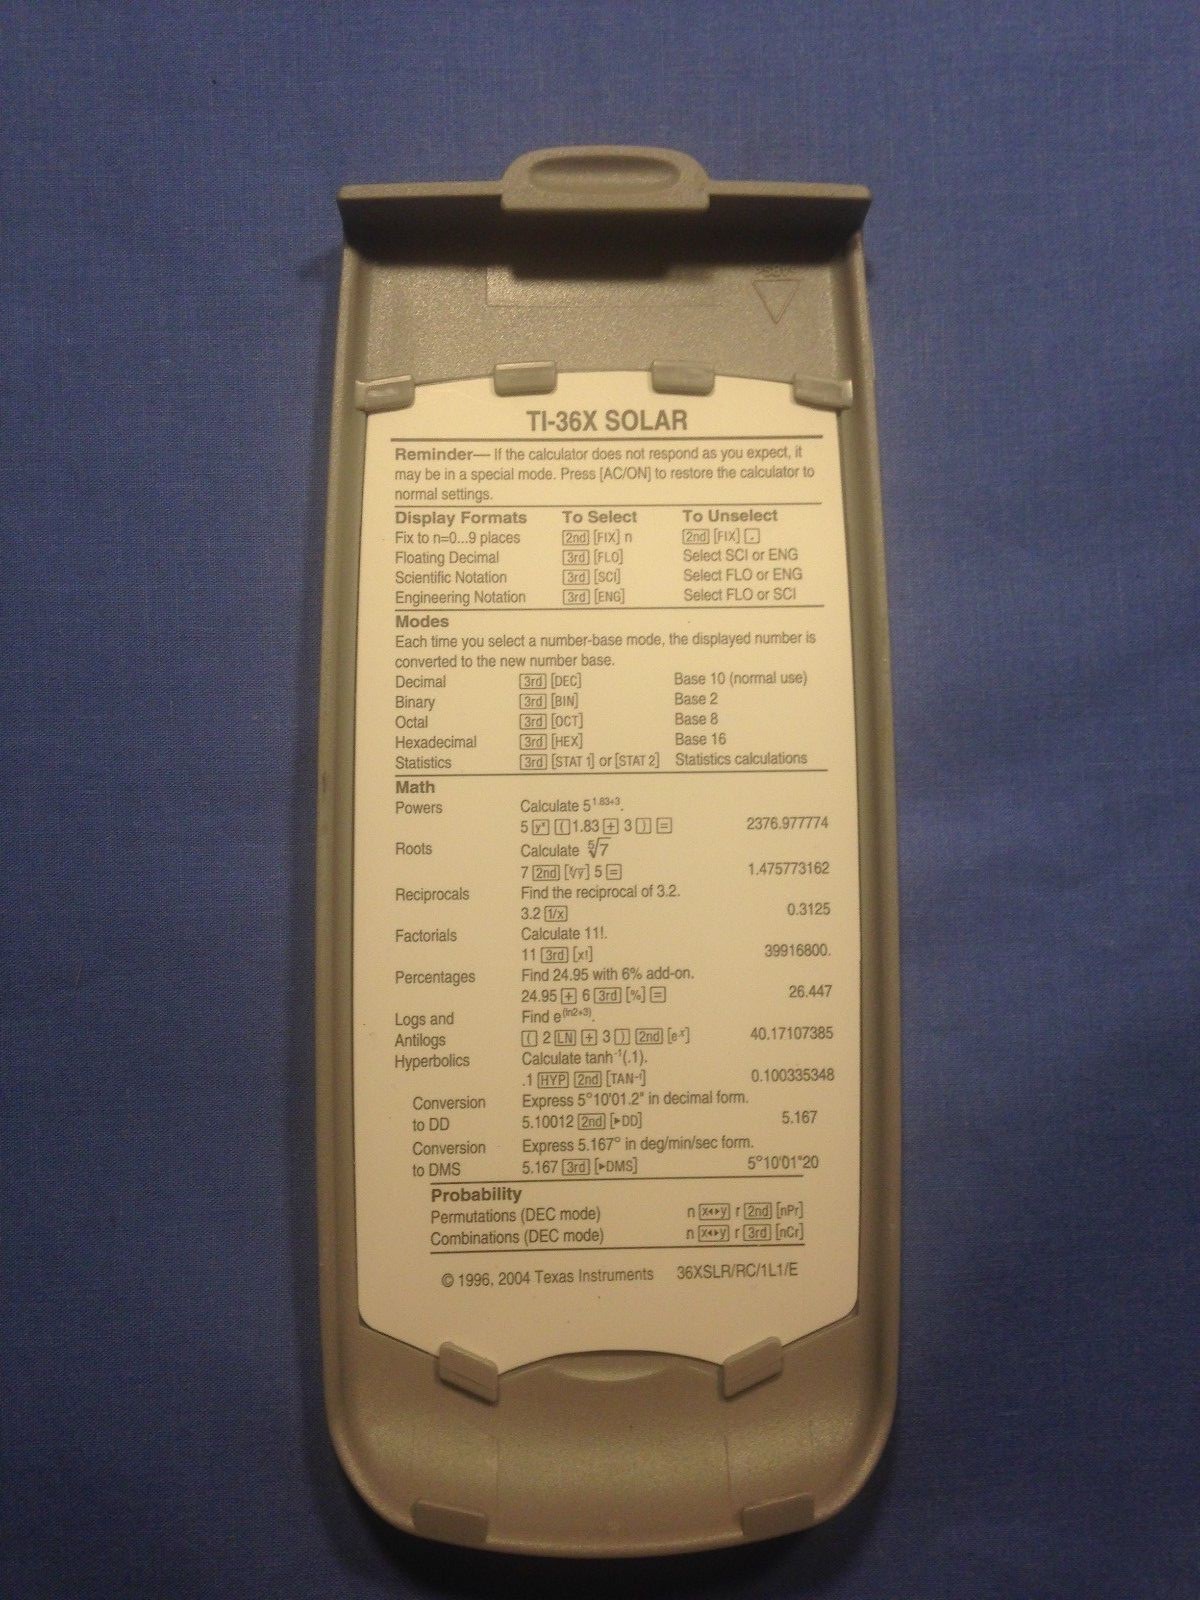 TI-36X SOLAR
Reminder— If the calculator does not respond as you expect, it
may be in a special mode. Press [AC/ON] to restore the calculator to
normal settings.
Display Formats To Select To Unselect
Fix to n=0...9 places [2nd] [FIX] n [2nd] [FIX] [.]
Floating Decimal [3rd] [FLO] Select SCI or ENG
Scientific Notation [3rd] [SCI] Select FLO or ENG
Engineering Notation [3rd] [ENG] Select FLO or SCI
Modes
Each time you select a number-base mode, the displayed number is
converted to the new number base.
Decimal [3rd] [DEC] Base 10 (normal use)
Binary [3rd] [BIN] Base 2
Octal [3rd] [OCT] Base 8
Hexadecimal [3rd] [HEX] Base 16
Statistics [3rd] [STAT 1] or [STAT 2] Statistics calculations
Math
Powers Calculate 5^1.83+3.
5 [yˣ] [(] 1.83 [+] 3 [)] [=] 2376.977774
Roots Calculate ⁵√7
7 [2nd] [ˣ√y] 5 [=] 1.475773162
Reciprocals Find the reciprocal of 3.2.
3.2 [1/x] 0.3125
Factorials Calculate 11!.
11 [3rd] [x!] 39916800.
Percentages Find 24.95 with 6% add-on.
24.95 [+] 6 [3rd] [%] [=] 26.447
Logs and Find e^(ln2+3).
Antilogs [(] 2 [LN] [+] 3 [)] [2nd] [eˣ] 40.17107385
Hyperbolics Calculate tanh⁻¹(.1).
.1 [HYP] [2nd] [TAN⁻¹] 0.100335348
Conversion Express 5°10'01.2" in decimal form.
to DD 5.10012 [2nd] [▸DD] 5.167
Conversion Express 5.167° in deg/min/sec form.
to DMS 5.167 [3rd] [▸DMS] 5°10'01"20
Probability
Permutations (DEC mode) n [x◂▸y] r [2nd] [nPr]
Combinations (DEC mode) n [x◂▸y] r [3rd] [nCr]
© 1996, 2004 Texas Instruments 36XSLR/RC/1L1/E